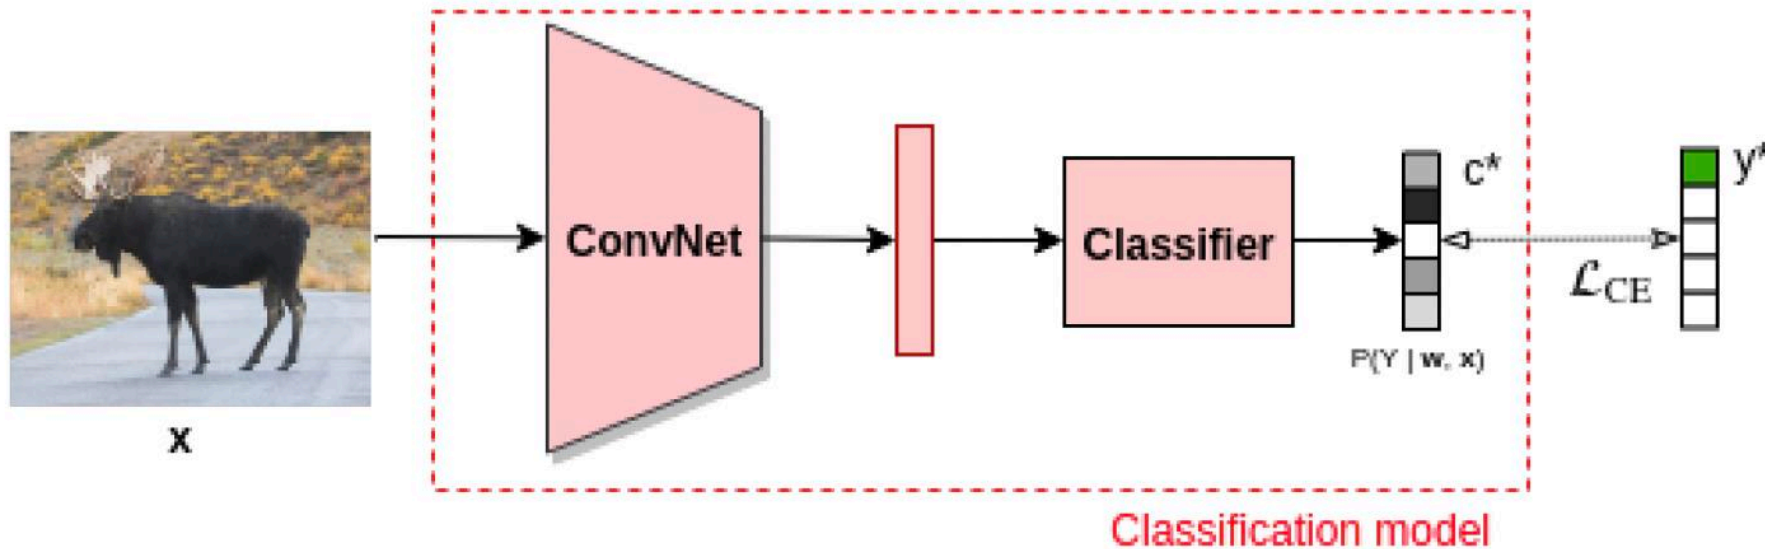 x
ConvNet
Classifier
c*
P(Y | w, x)
ℒCE
y*
Classification model